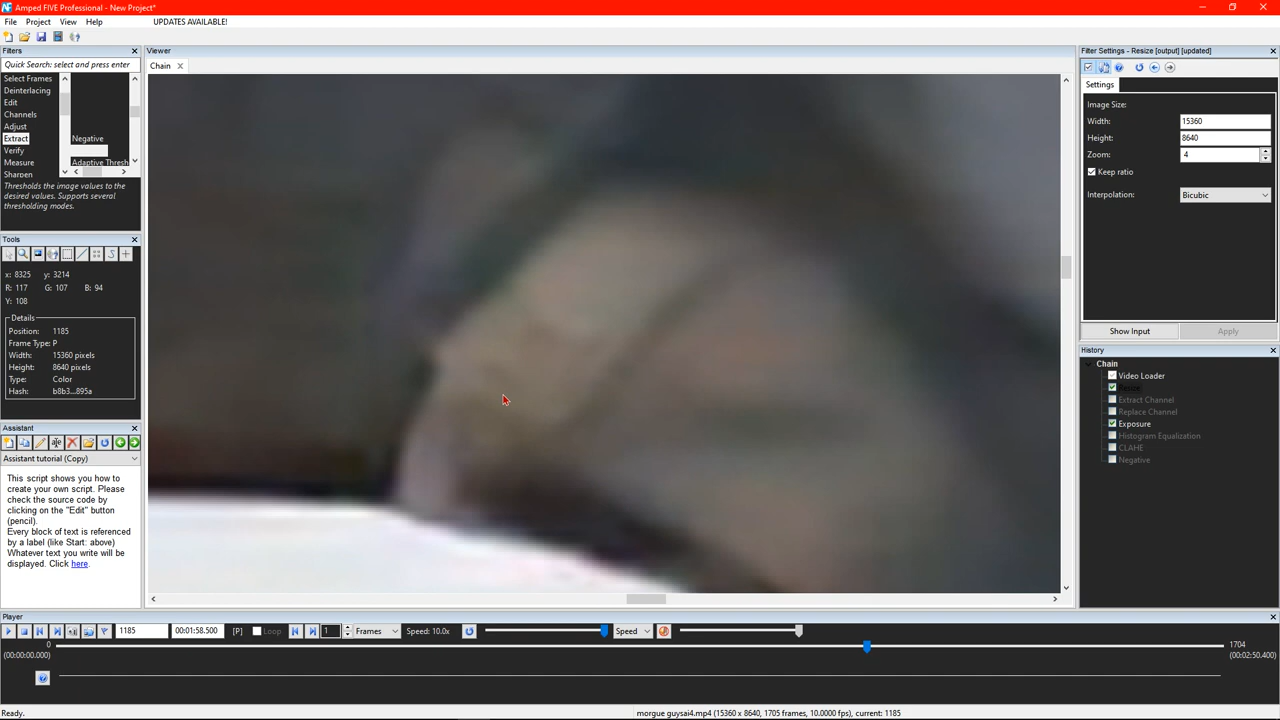 Amped FIVE Professional - New Project*
File Project View Help UPDATES AVAILABLE!
Filters
Quick Search: select and press enter
Select Frames
Deinterlacing
Edit
Channels
Adjust
Extract Negative
Verify
Measure Adaptive Thresh
Sharpen
Thresholds the image values to the
desired values. Supports several
thresholding modes.
Tools
x: 8325 y: 3214
R: 117 G: 107 B: 94
Y: 108
Details
Position: 1185
Frame Type: P
Width: 15360 pixels
Height: 8640 pixels
Type: Color
Hash: b8b3...895a
Assistant
Assistant tutorial (Copy)
This script shows you how to
create your own script. Please
check the source code by
clicking on the "Edit" button
(pencil).
Every block of text is referenced
by a label (like Start: above)
Whatever text you write will be
displayed. Click here.
Viewer
Chain
Filter Settings - Resize [output] [updated]
Settings
Image Size:
Width: 15360
Height: 8640
Zoom: 4
Keep ratio
Interpolation: Bicubic
Show Input Apply
History
Chain
Video Loader
Resize
Extract Channel
Replace Channel
Exposure
Histogram Equalization
CLAHE
Negative
Player
1185 00:01:58.500 [P] Loop 1 Frames Speed: 10.0x Speed
0 1704
(00:00:00.000) (00:02:50.400)
Ready. morgue guysai4.mp4 (15360 x 8640, 1705 frames, 10.0000 fps), current: 1185